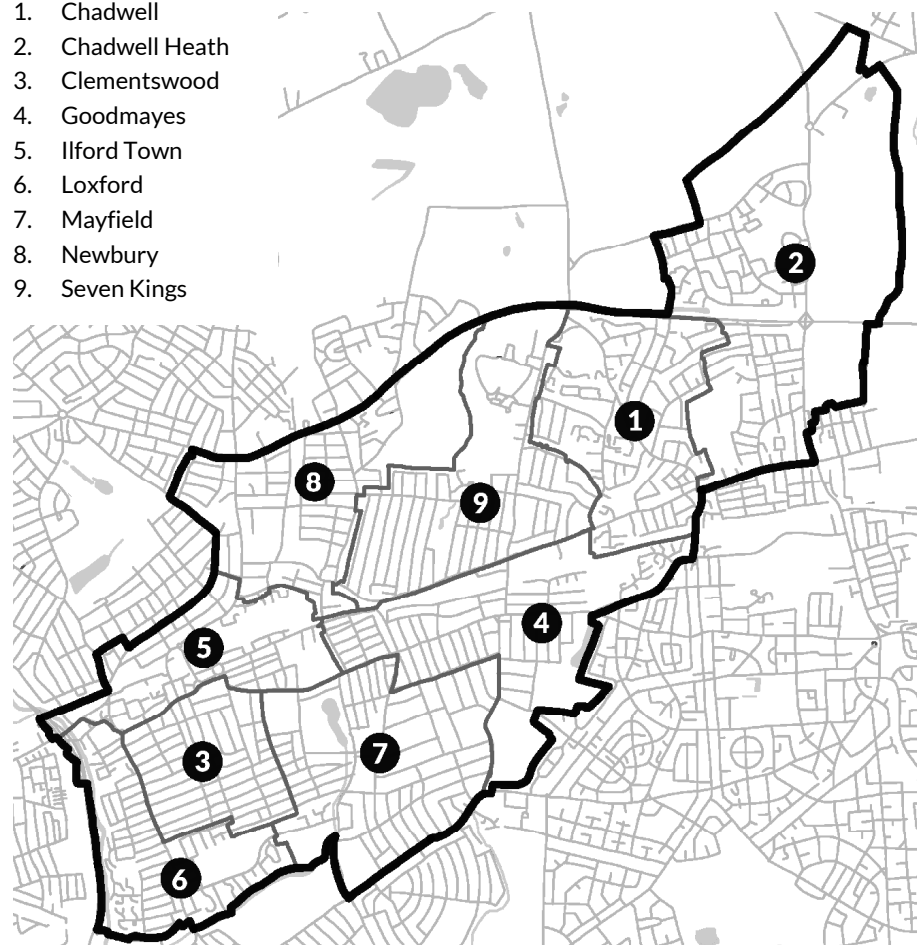 1. Chadwell
2. Chadwell Heath
3. Clementswood
4. Goodmayes
5. Ilford Town
6. Loxford
7. Mayfield
8. Newbury
9. Seven Kings
2
1
8
9
4
5
7
3
6